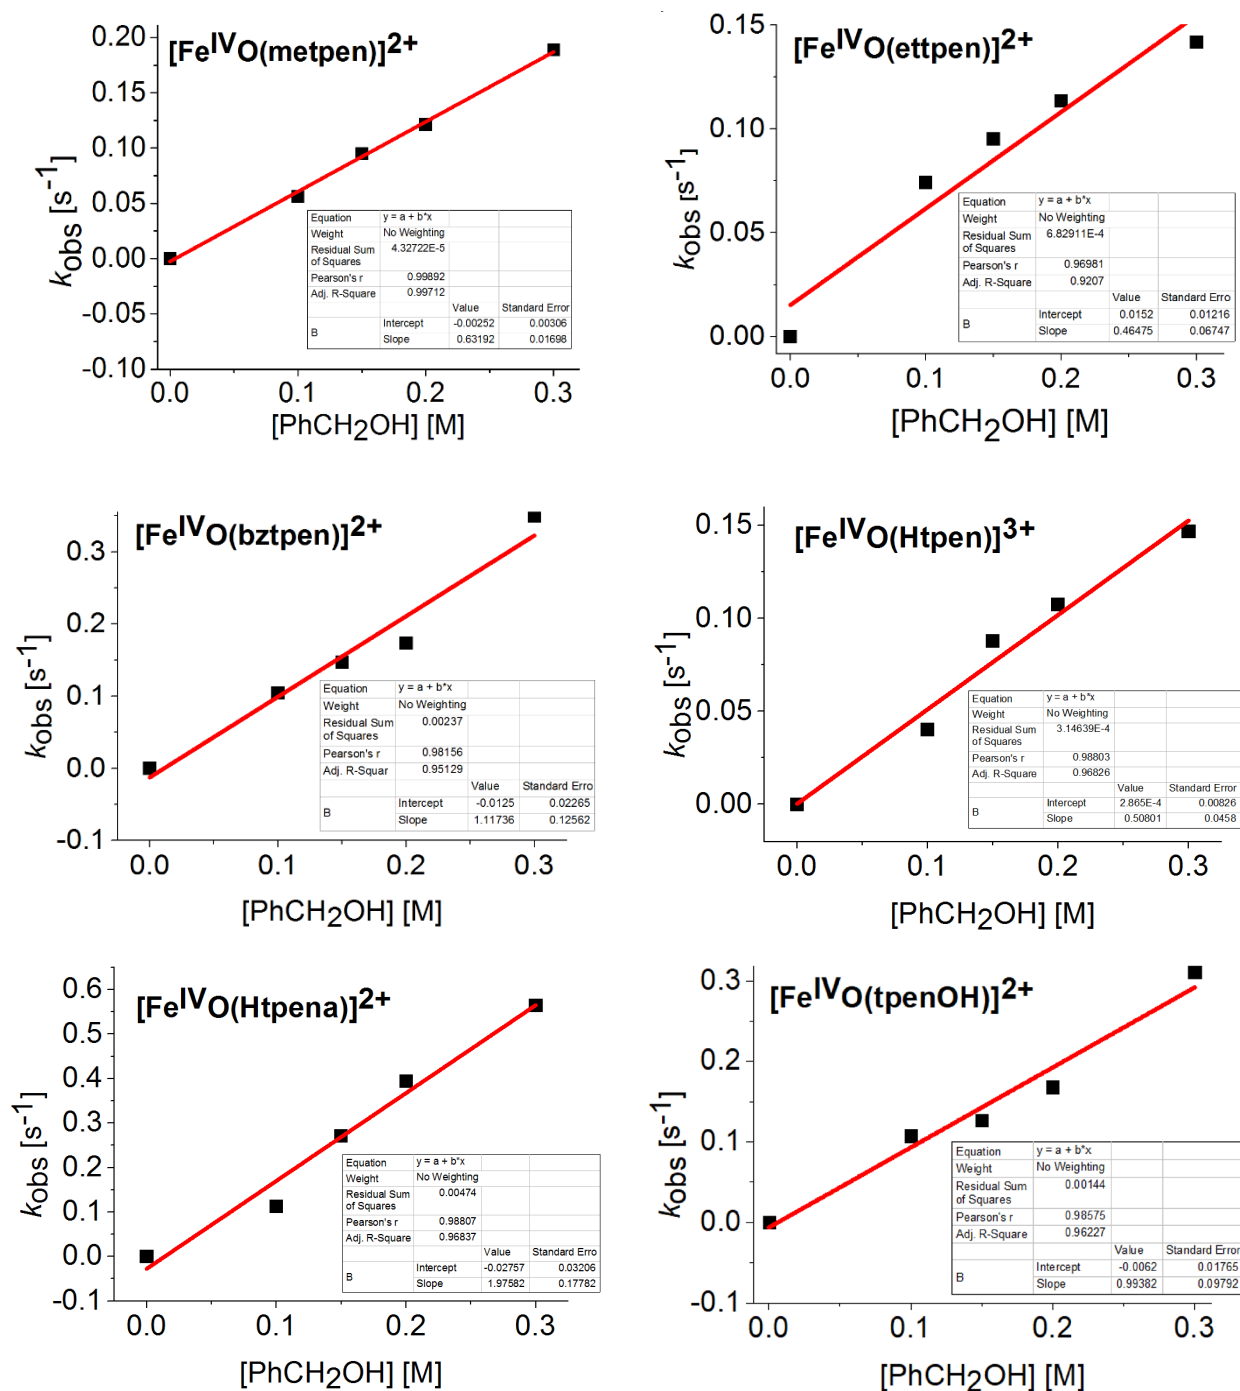 [Fe^IVO(metpen)]^2+
0.20
0.15
0.10
0.05
0.00
-0.05
-0.10
k_obs [s^-1]
Equation y = a + b*x
Weight No Weighting
Residual Sum of Squares 4.32722E-5
Pearson's r 0.99892
Adj. R-Square 0.99712
Value Standard Error
B Intercept -0.00252 0.00306
Slope 0.63192 0.01698
0.0 0.1 0.2 0.3
[PhCH2OH] [M]
[Fe^IVO(ettpen)]^2+
0.15
0.10
0.05
0.00
k_obs [s^-1]
Equation y = a + b*x
Weight No Weighting
Residual Sum of Squares 6.82911E-4
Pearson's r 0.96981
Adj. R-Square 0.9207
Value Standard Erro
B Intercept 0.0152 0.01216
Slope 0.46475 0.06747
0.0 0.1 0.2 0.3
[PhCH2OH] [M]
[Fe^IVO(bztpen)]^2+
0.3
0.2
0.1
0.0
-0.1
k_obs [s^-1]
Equation y = a + b*x
Weight No Weighting
Residual Sum of Squares 0.00237
Pearson's r 0.98156
Adj. R-Squar 0.95129
Value Standard Erro
B Intercept -0.0125 0.02265
Slope 1.11736 0.12562
0.0 0.1 0.2 0.3
[PhCH2OH] [M]
[Fe^IVO(Htpen)]^3+
0.15
0.10
0.05
0.00
k_obs [s^-1]
Equation y = a + b*x
Weight No Weighting
Residual Sum of Squares 3.14639E-4
Pearson's r 0.98803
Adj. R-Square 0.96826
Value Standard Error
B Intercept 2.865E-4 0.00826
Slope 0.50801 0.0458
0.0 0.1 0.2 0.3
[PhCH2OH] [M]
[Fe^IVO(Htpena)]^2+
0.6
0.5
0.4
0.3
0.2
0.1
0.0
-0.1
k_obs [s^-1]
Equation y = a + b*x
Weight No Weighting
Residual Sum of Squares 0.00474
Pearson's r 0.98807
Adj. R-Square 0.96837
Value Standard Erro
B Intercept -0.02757 0.03206
Slope 1.97582 0.17782
0.0 0.1 0.2 0.3
[PhCH2OH] [M]
[Fe^IVO(tpenOH)]^2+
0.3
0.2
0.1
0.0
-0.1
k_obs [s^-1]
Equation y = a + b*x
Weight No Weighting
Residual Sum of Squares 0.00144
Pearson's r 0.98575
Adj. R-Square 0.96227
Value Standard Error
B Intercept -0.0062 0.01765
Slope 0.99382 0.09792
0.0 0.1 0.2 0.3
[PhCH2OH] [M]